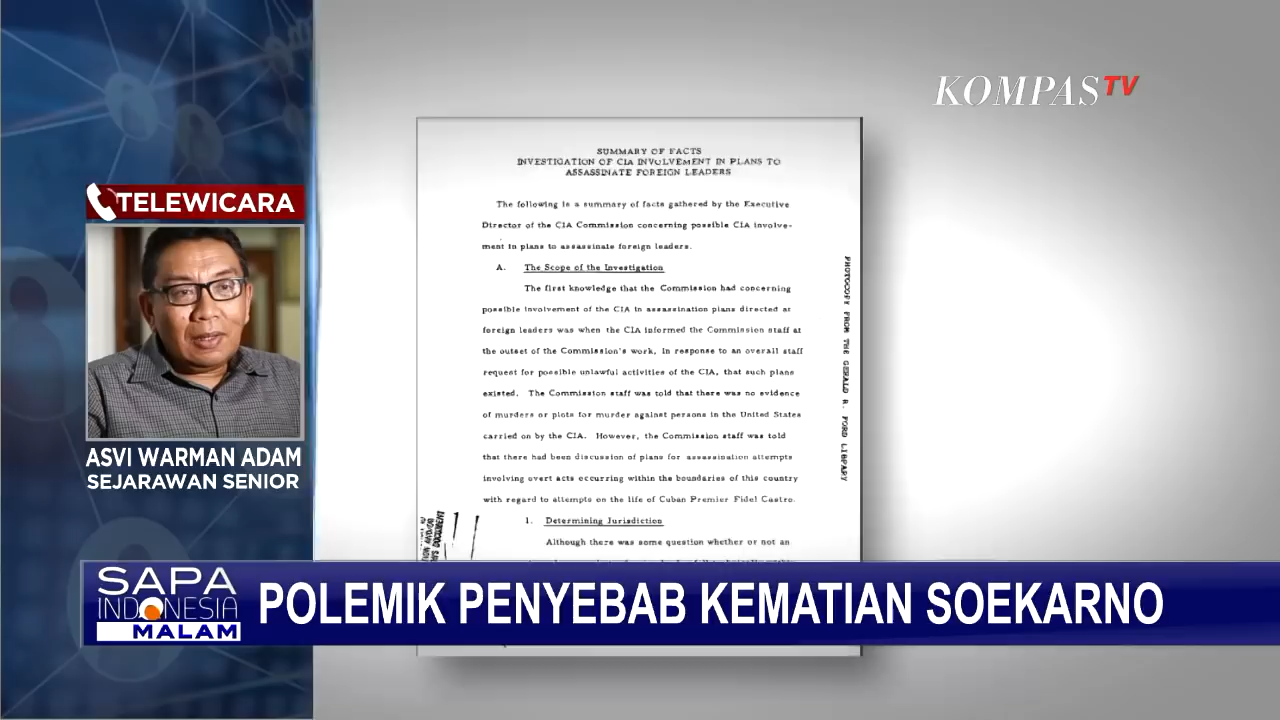 KOMPAS TV
SUMMARY OF FACTS
INVESTIGATION OF CIA INVOLVEMENT IN PLANS TO
ASSASSINATE FOREIGN LEADERS
The following is a summary of facts gathered by the Executive
Director of the CIA Commission concerning possible CIA involve-
ment in plans to assassinate foreign leaders.
A. The Scope of the Investigation
The first knowledge that the Commission had concerning
possible involvement of the CIA in assassination plans directed at
foreign leaders was when the CIA informed the Commission staff at
the outset of the Commission's work, in response to an overall staff
request for possible unlawful activities of the CIA, that such plans
existed. The Commission staff was told that there was no evidence
of murders or plots for murder against persons in the United States
carried on by the CIA. However, the Commission staff was told
that there had been discussion of plans for assassination attempts
involving overt acts occurring within the boundaries of this country
with regard to attempts on the life of Cuban Premier Fidel Castro.
1. Determining Jurisdiction
Although there was some question whether or not an
PHOTOCOPY FROM THE GERALD R. FORD LIBRARY
TELEWICARA
ASVI WARMAN ADAM
SEJARAWAN SENIOR
SAPA
INDONESIA
MALAM
POLEMIK PENYEBAB KEMATIAN SOEKARNO